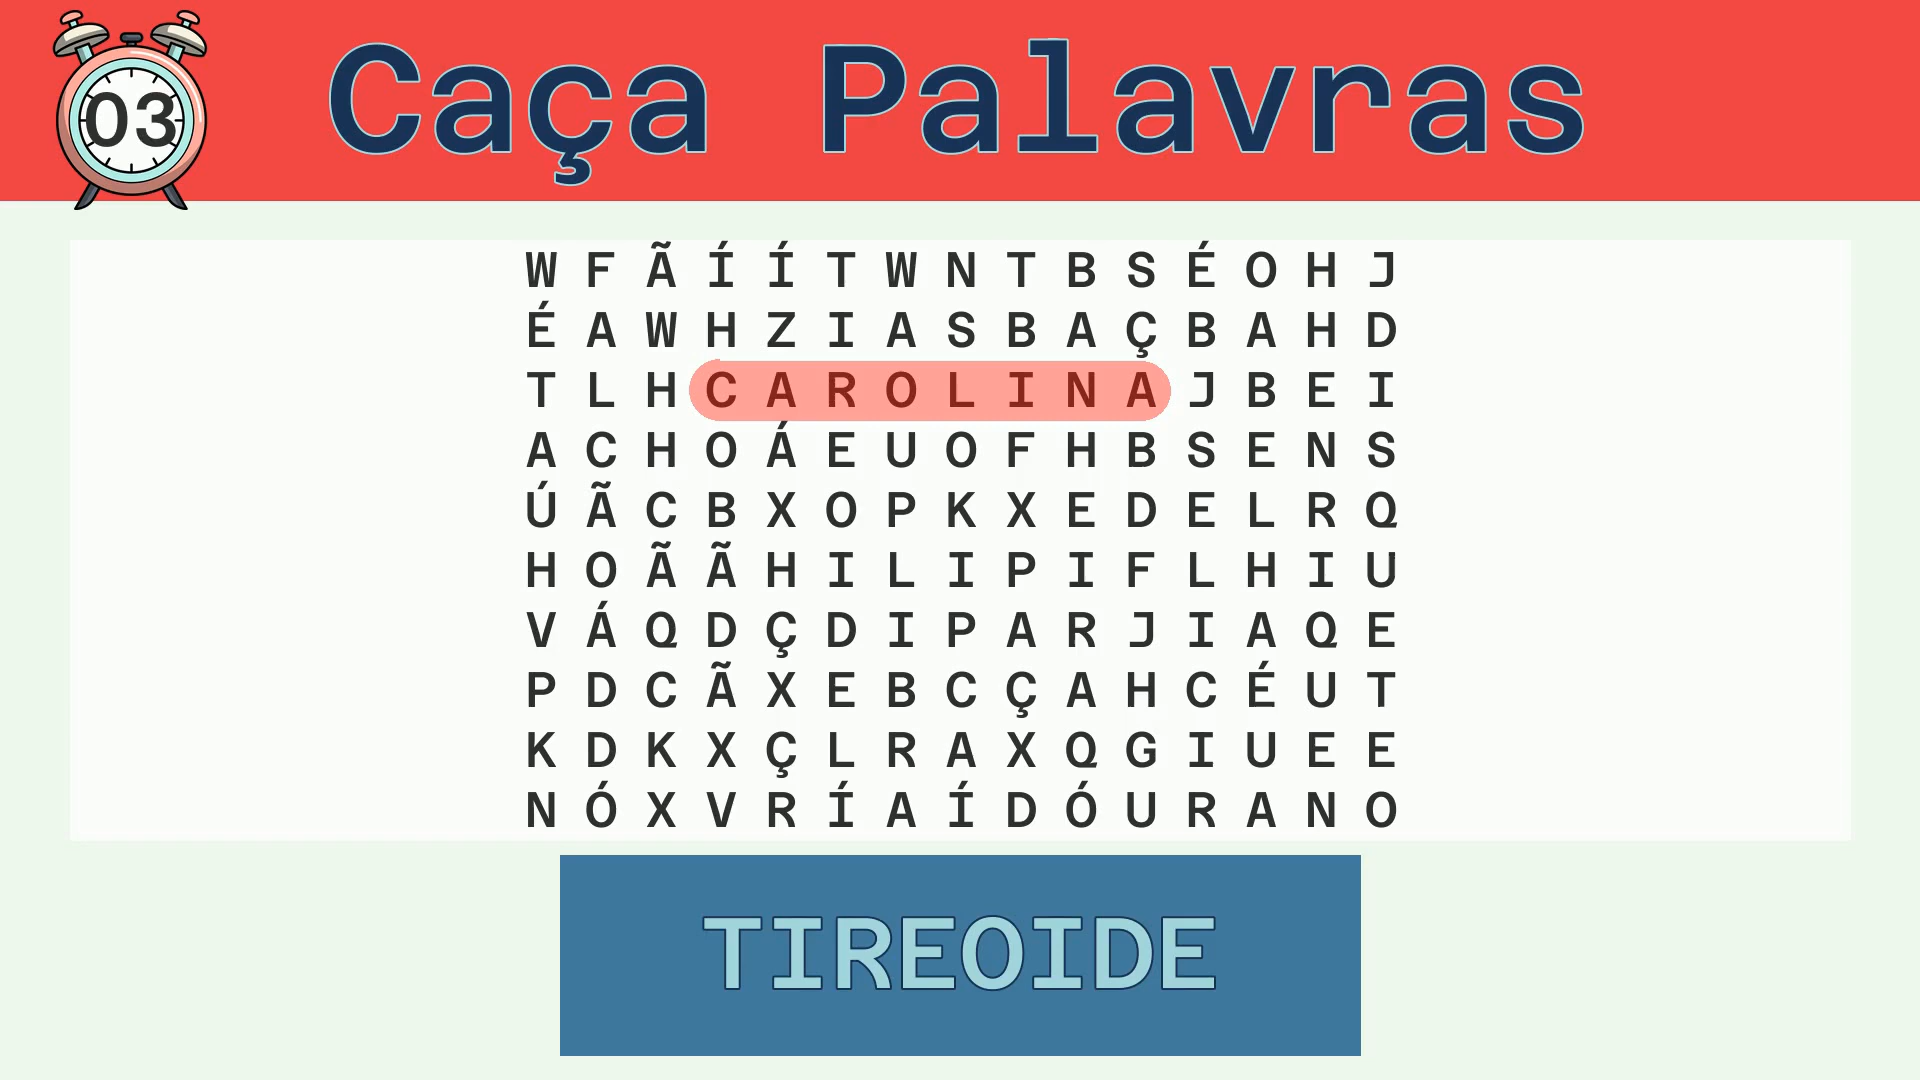 03
Caça Palavras
W F Ã Í Í T W N T B S É O H J
É A W H Z I A S B A Ç B A H D
T L H C A R O L I N A J B E I
A C H O Á E U O F H B S E N S
Ú Ã C B X O P K X E D E L R Q
H O Ã Ã H I L I P I F L H I U
V Á Q D Ç D I P A R J I A Q E
P D C Ã X E B C Ç A H C É U T
K D K X Ç L R A X Q G I U E E
N Ó X V R Í A Í D Ó U R A N O
TIREOIDE